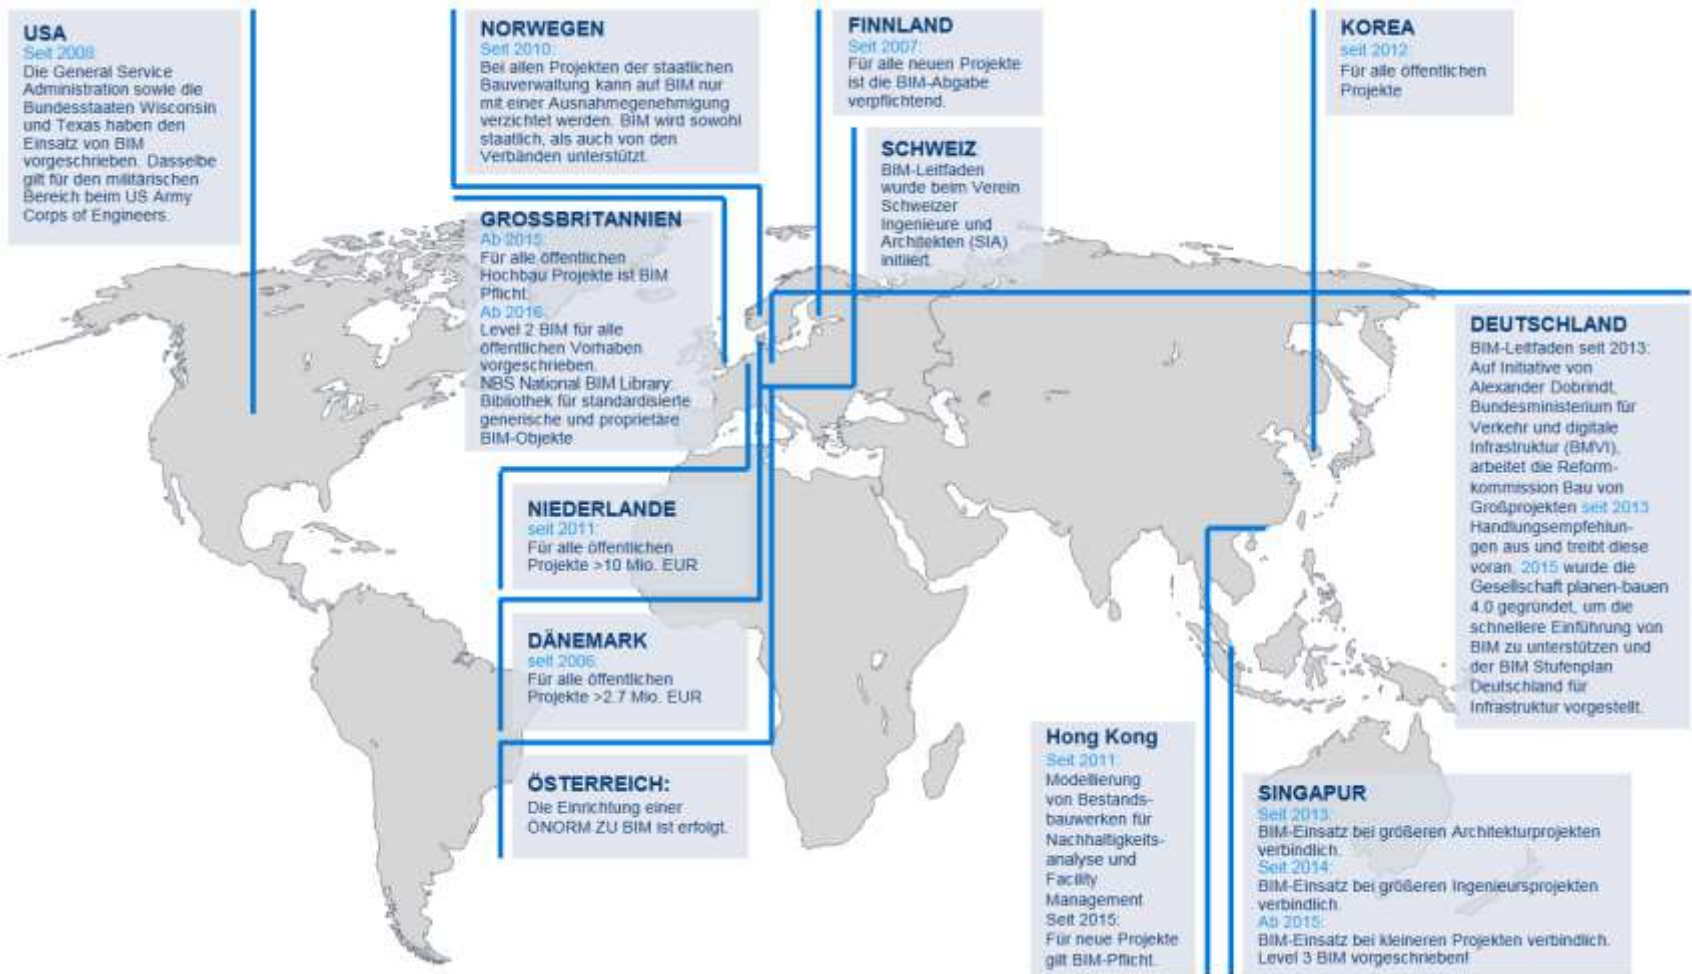 USA
Seit 2008:
Die General Service
Administration sowie die
Bundesstaaten Wisconsin
und Texas haben den
Einsatz von BIM
vorgeschrieben. Dasselbe
gilt für den militärischen
Bereich beim US Army
Corps of Engineers.
NORWEGEN
Seit 2010:
Bei allen Projekten der staatlichen
Bauverwaltung kann auf BIM nur
mit einer Ausnahmegenehmigung
verzichtet werden. BIM wird sowohl
staatlich, als auch von den
Verbänden unterstützt.
FINNLAND
Seit 2007:
Für alle neuen Projekte
ist die BIM-Abgabe
verpflichtend.
KOREA
seit 2012:
Für alle öffentlichen
Projekte
SCHWEIZ
BIM-Leitfaden
wurde beim Verein
Schweizer
Ingenieure und
Architekten (SIA)
initiiert.
GROSSBRITANNIEN
Ab 2015:
Für alle öffentlichen
Hochbau Projekte ist BIM
Pflicht.
Ab 2016:
Level 2 BIM für alle
öffentlichen Vorhaben
vorgeschrieben.
NBS National BIM Library:
Bibliothek für standardisierte
generische und proprietäre
BIM-Objekte
DEUTSCHLAND
BIM-Leitfaden seit 2013:
Auf Initiative von
Alexander Dobrindt,
Bundesministerium für
Verkehr und digitale
Infrastruktur (BMVI),
arbeitet die Reform-
kommission Bau von
Großprojekten seit 2013
Handlungsempfehlun-
gen aus und treibt diese
voran. 2015 wurde die
Gesellschaft planen-bauen
4.0 gegründet, um die
schnellere Einführung von
BIM zu unterstützen und
der BIM Stufenplan
Deutschland für
Infrastruktur vorgestellt.
NIEDERLANDE
seit 2011:
Für alle öffentlichen
Projekte >10 Mio. EUR
DÄNEMARK
seit 2006:
Für alle öffentlichen
Projekte >2.7 Mio. EUR
ÖSTERREICH:
Die Einrichtung einer
ÖNORM ZU BIM ist erfolgt.
Hong Kong
Seit 2011:
Modellierung
von Bestands-
bauwerken für
Nachhaltigkeits-
analyse und
Facility
Management
Seit 2015:
Für neue Projekte
gilt BIM-Pflicht.
SINGAPUR
Seit 2013:
BIM-Einsatz bei größeren Architekturprojekten
verbindlich.
Seit 2014:
BIM-Einsatz bei größeren Ingenieursprojekten
verbindlich.
Ab 2015:
BIM-Einsatz bei kleineren Projekten verbindlich.
Level 3 BIM vorgeschrieben!